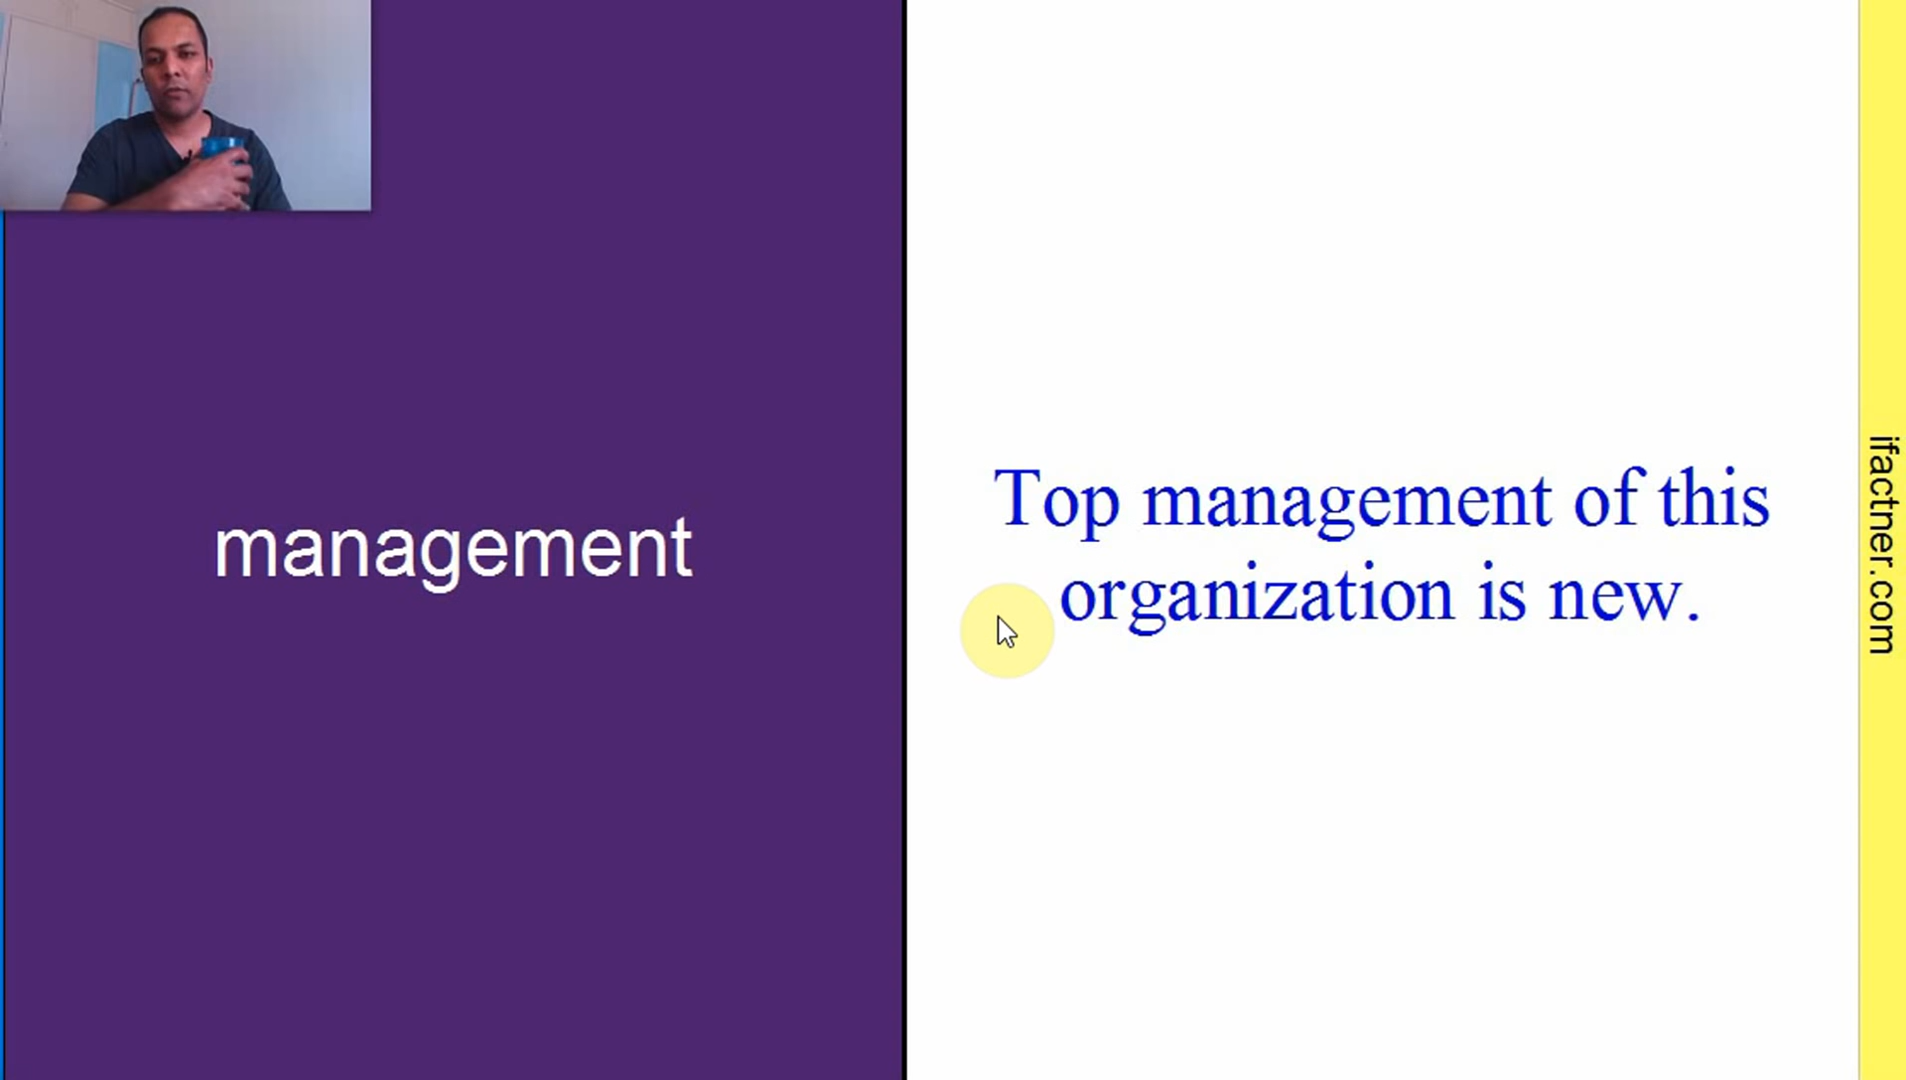 management
Top management of this
organization is new.
ifactner.com